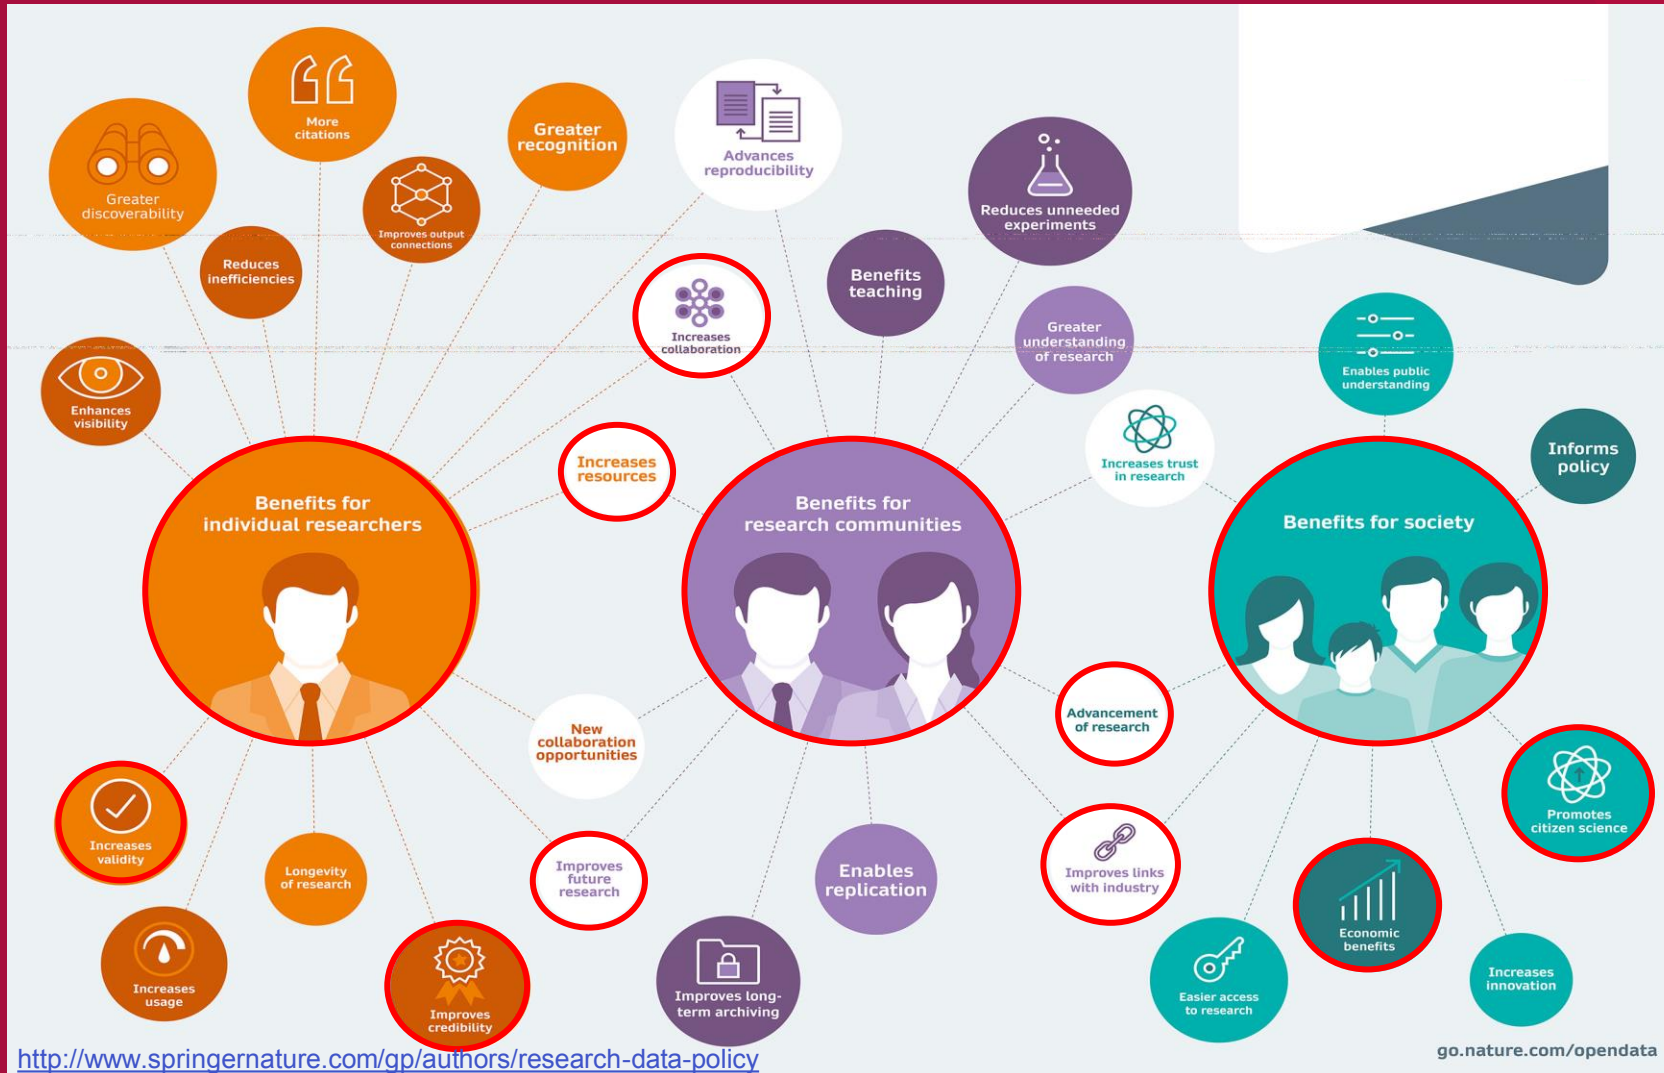 More
citations
Greater
recognition
Advances
reproducibility
Greater
discoverability
Improves output
connections
Reduces unneeded
experiments
Reduces
inefficiencies
Benefits
teaching
Increases
collaboration
Greater
understanding
of research
Enables public
understanding
Enhances
visibility
Increases
resources
Increases trust
in research
Informs
policy
Benefits for
individual researchers
Benefits for
research communities
Benefits for society
New
collaboration
opportunities
Advancement
of research
Increases
validity
Longevity
of research
Improves
future
research
Enables
replication
Improves links
with industry
Promotes
citizen science
Economic
benefits
Increases
usage
Improves
credibility
Improves long-
term archiving
Easier access
to research
Increases
innovation
http://www.springernature.com/gp/authors/research-data-policy
go.nature.com/opendata